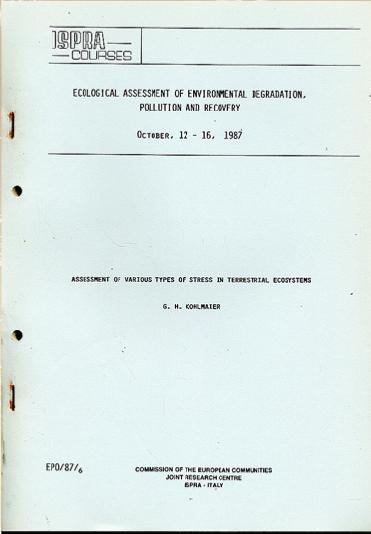 ISPRA
COURSES
ECOLOGICAL ASSESSMENT OF ENVIRONMENTAL DEGRADATION,
POLLUTION AND RECOVERY
OCTOBER, 12 - 16, 1987
ASSESSMENT OF VARIOUS TYPES OF STRESS IN TERRESTRIAL ECOSYSTEMS
G. H. KOHLMAIER
EPO/87/6
COMMISSION OF THE EUROPEAN COMMUNITIES
JOINT RESEARCH CENTRE
ISPRA - ITALY